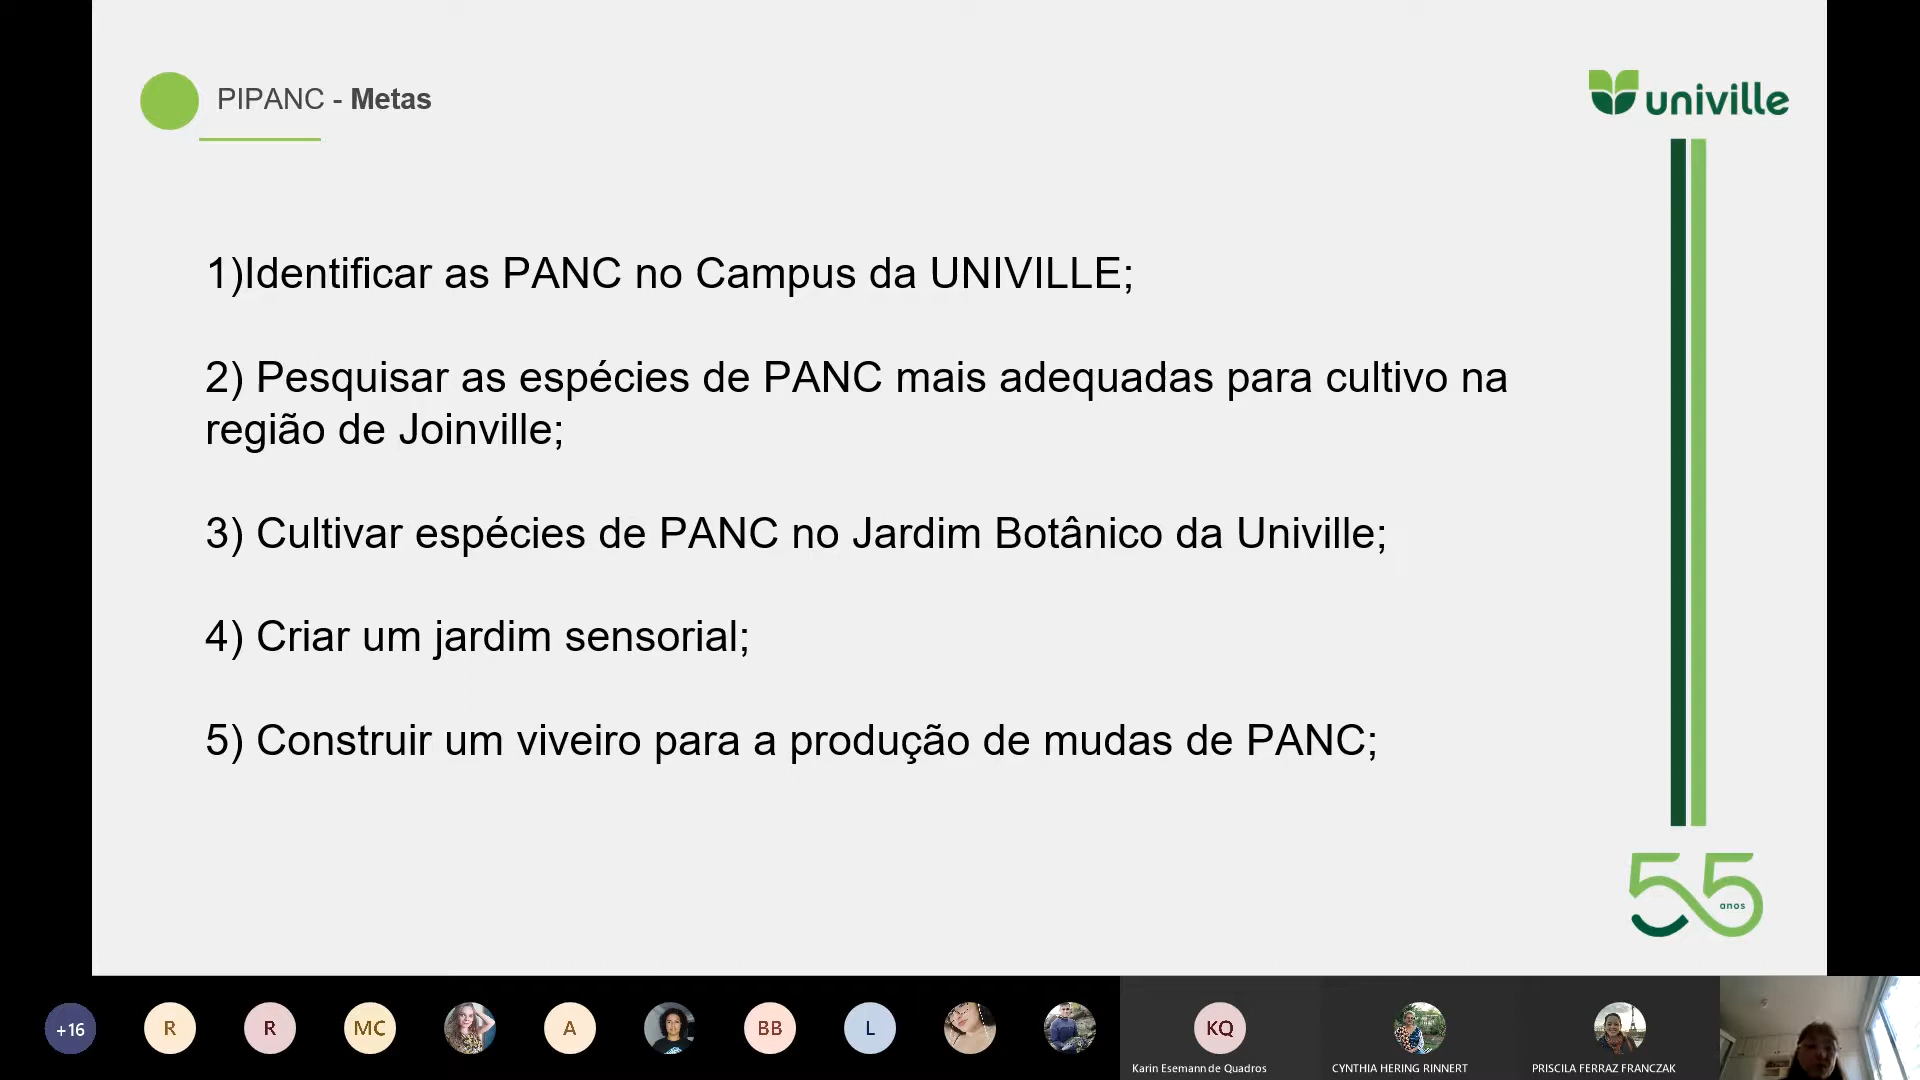 PIPANC - Metas
univille
1)Identificar as PANC no Campus da UNIVILLE;
2) Pesquisar as espécies de PANC mais adequadas para cultivo na
região de Joinville;
3) Cultivar espécies de PANC no Jardim Botânico da Univille;
4) Criar um jardim sensorial;
5) Construir um viveiro para a produção de mudas de PANC;
55
anos
+16
R
R
MC
A
BB
L
KQ
Karin Esemann de Quadros
CYNTHIA HERING RINNERT
PRISCILA FERRAZ FRANCZAK